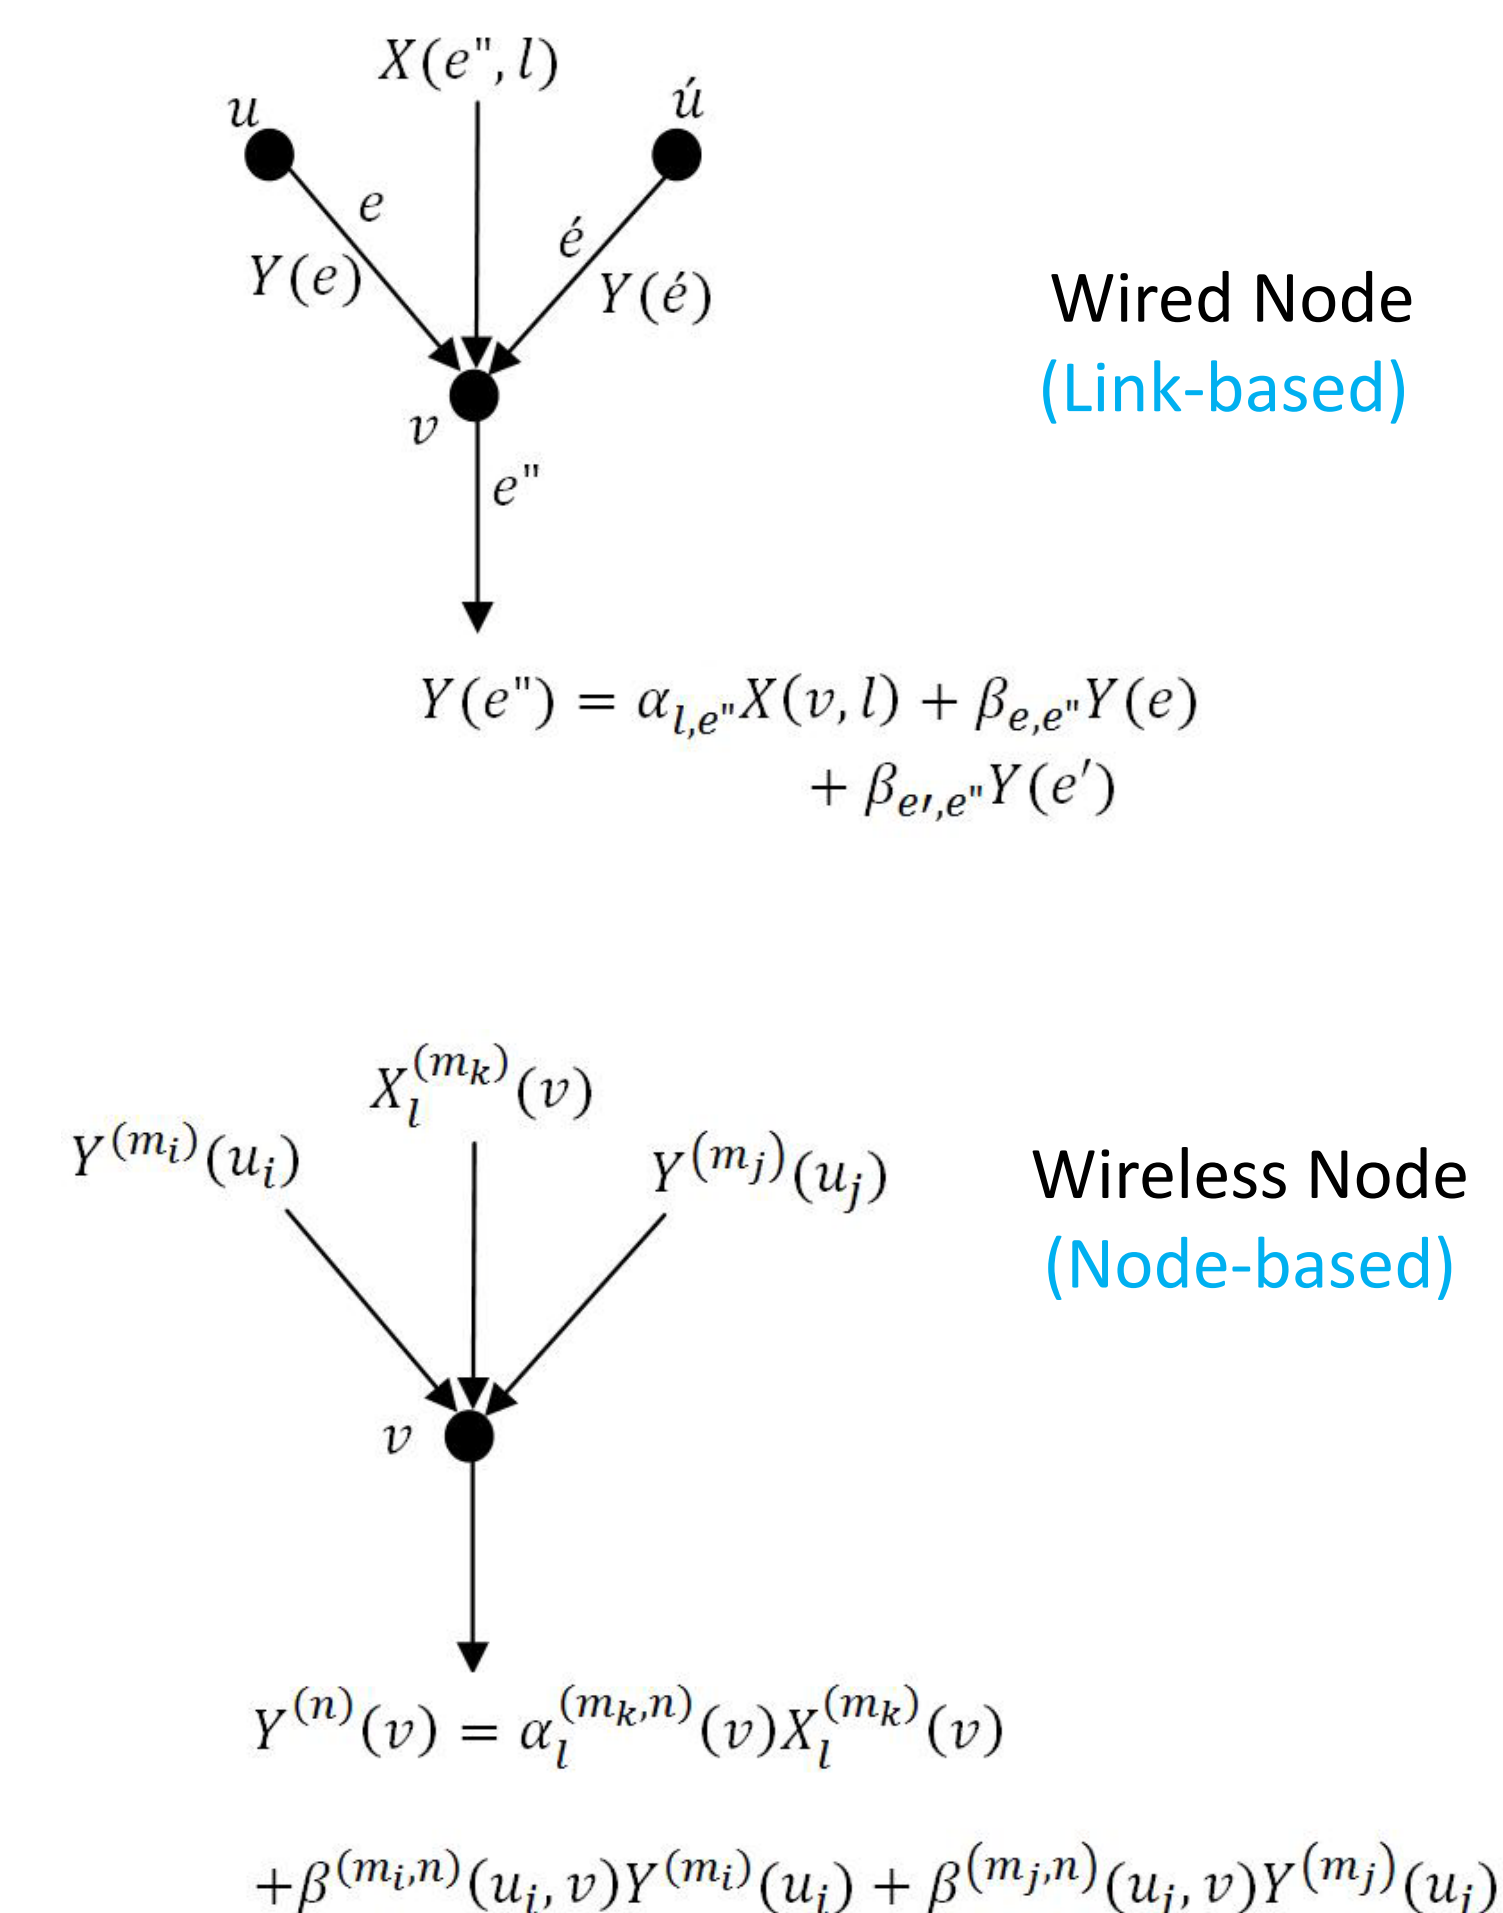 X(e",l)
u
ú
e
é
Y(e)
Y(é)
Wired Node
(Link-based)
v
e"
Y(e") = α_{l,e"}X(v,l) + β_{e,e"}Y(e)
+ β_{e′,e"}Y(e′)
X_l^{(m_k)}(v)
Y^{(m_i)}(u_i)
Y^{(m_j)}(u_j)
Wireless Node
(Node-based)
v
Y^{(n)}(v) = α_l^{(m_k,n)}(v)X_l^{(m_k)}(v)
+β^{(m_i,n)}(u_i,v)Y^{(m_i)}(u_i) + β^{(m_j,n)}(u_j,v)Y^{(m_j)}(u_j)